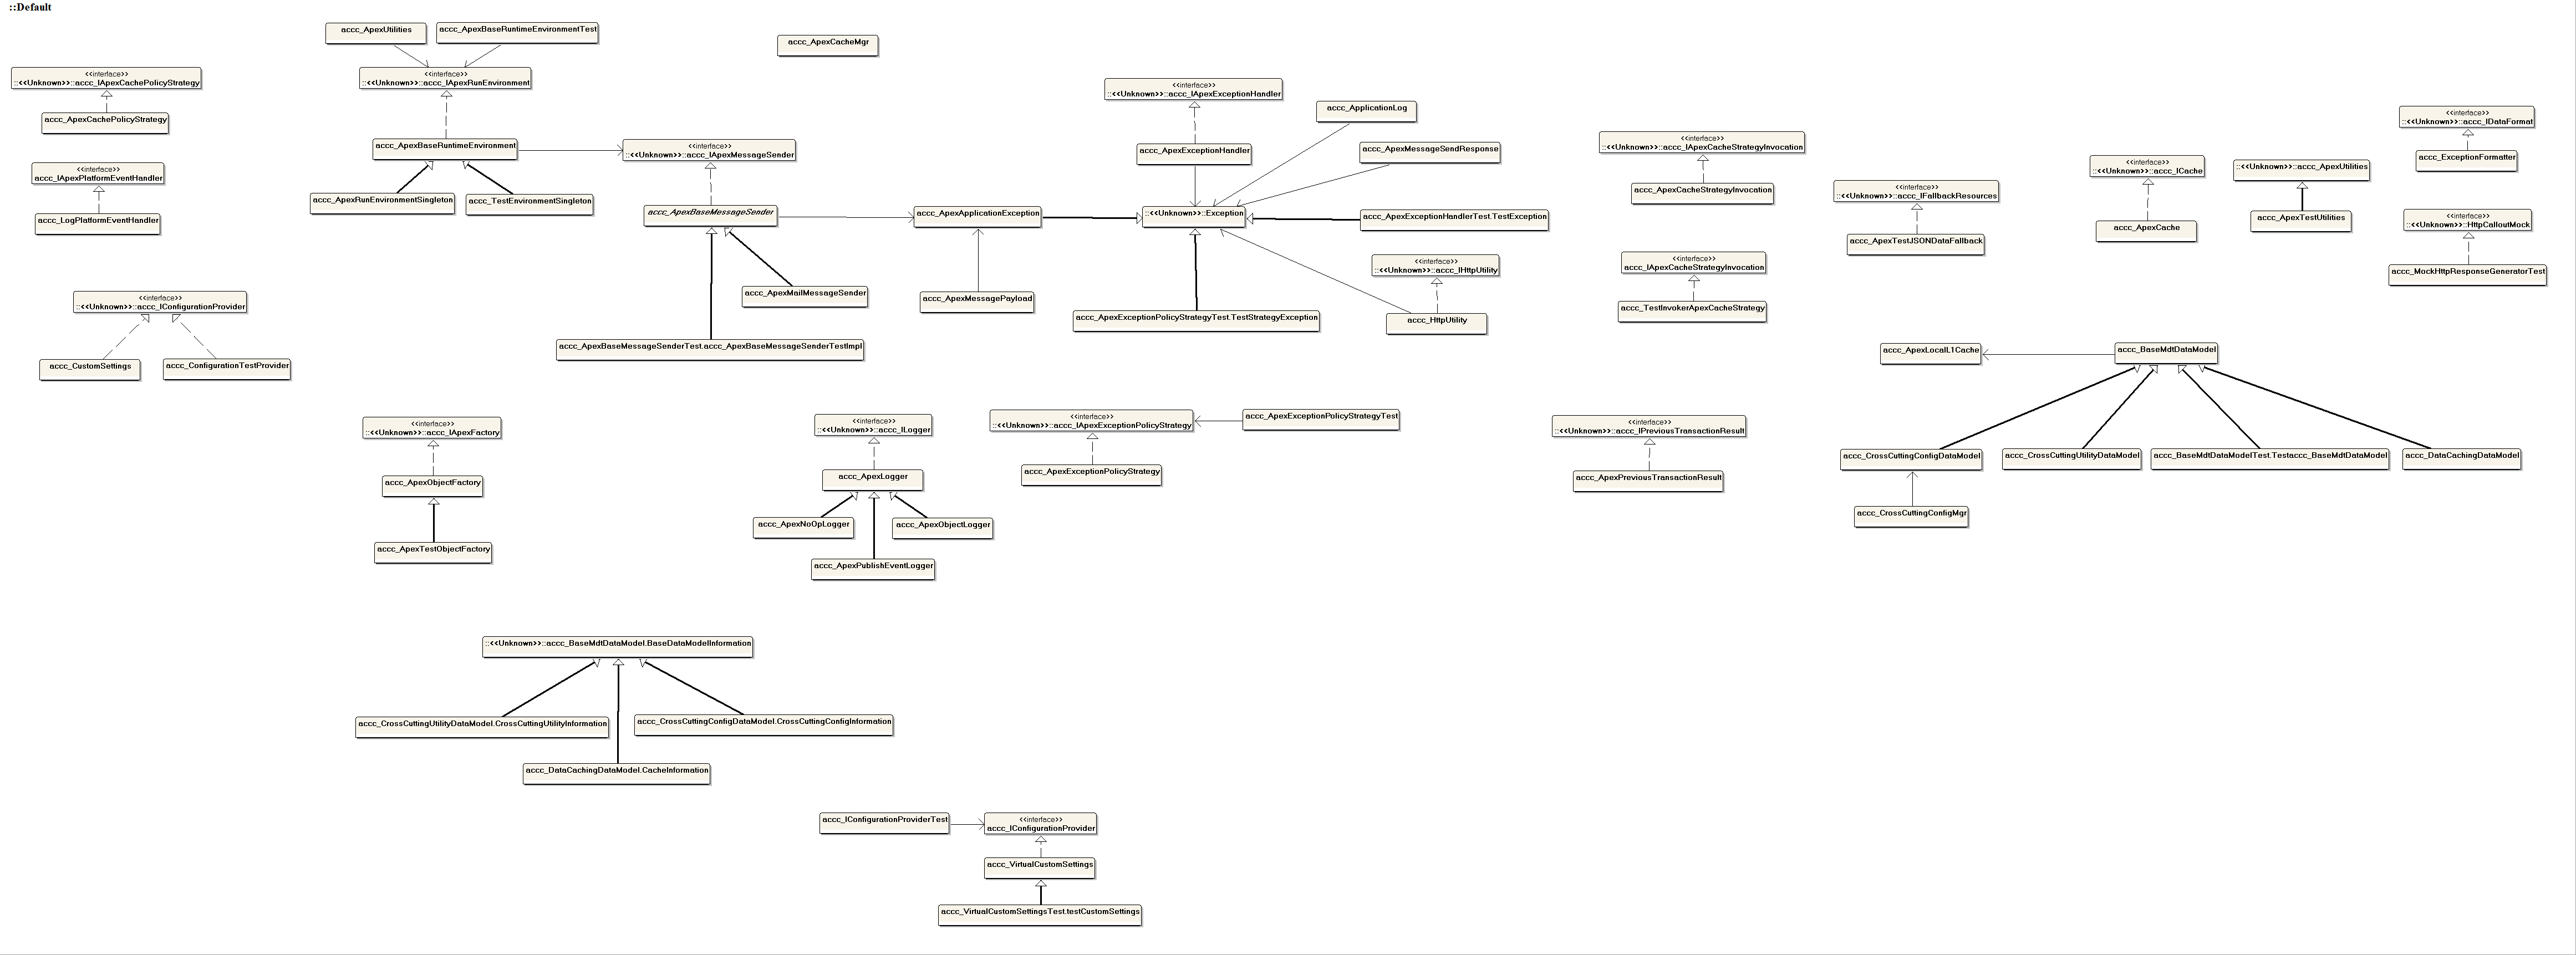 ::Default
accc_ApexUtilities
accc_ApexBaseRuntimeEnvironmentTest
accc_ApexCacheMgr
<<interface>>
::<<Unknown>>::accc_IApexCachePolicyStrategy
accc_ApexCachePolicyStrategy
<<interface>>
accc_IApexPlatformEventHandler
accc_LogPlatformEventHandler
<<interface>>
::<<Unknown>>::accc_IConfigurationProvider
accc_CustomSettings
accc_ConfigurationTestProvider
<<interface>>
::<<Unknown>>::accc_IApexRunEnvironment
accc_ApexBaseRuntimeEnvironment
accc_ApexRunEnvironmentSingleton
accc_TestEnvironmentSingleton
<<interface>>
::<<Unknown>>::accc_IApexMessageSender
accc_ApexBaseMessageSender
accc_ApexMailMessageSender
accc_ApexBaseMessageSenderTest.accc_ApexBaseMessageSenderTestImpl
accc_ApexApplicationException
accc_ApexMessagePayload
<<interface>>
::<<Unknown>>::accc_IApexExceptionHandler
accc_ApexExceptionHandler
accc_ApplicationLog
accc_ApexMessageSendResponse
::<<Unknown>>::Exception
accc_ApexExceptionHandlerTest.TestException
<<interface>>
::<<Unknown>>::accc_IHttpUtility
accc_HttpUtility
accc_ApexExceptionPolicyStrategyTest.TestStrategyException
<<interface>>
::<<Unknown>>::accc_IApexCacheStrategyInvocation
accc_ApexCacheStrategyInvocation
<<interface>>
accc_IApexCacheStrategyInvocation
accc_TestInvokerApexCacheStrategy
<<interface>>
::<<Unknown>>::accc_IFallbackResources
accc_ApexTestJSONDataFallback
<<interface>>
::<<Unknown>>::accc_ICache
accc_ApexCache
::<<Unknown>>::accc_ApexUtilities
accc_ApexTestUtilities
<<interface>>
::<<Unknown>>::accc_IDataFormat
accc_ExceptionFormatter
<<interface>>
::<<Unknown>>::HttpCalloutMock
accc_MockHttpResponseGeneratorTest
accc_ApexLocalL1Cache
accc_BaseMdtDataModel
accc_CrossCuttingConfigDataModel
accc_CrossCuttingUtilityDataModel
accc_BaseMdtDataModelTest.Testaccc_BaseMdtDataModel
accc_DataCachingDataModel
accc_CrossCuttingConfigMgr
<<interface>>
::<<Unknown>>::accc_IApexFactory
accc_ApexObjectFactory
accc_ApexTestObjectFactory
<<interface>>
::<<Unknown>>::accc_ILogger
accc_ApexLogger
accc_ApexNoOpLogger
accc_ApexObjectLogger
accc_ApexPublishEventLogger
<<interface>>
::<<Unknown>>::accc_IApexExceptionPolicyStrategy
accc_ApexExceptionPolicyStrategyTest
accc_ApexExceptionPolicyStrategy
<<interface>>
::<<Unknown>>::accc_IPreviousTransactionResult
accc_ApexPreviousTransactionResult
::<<Unknown>>::accc_BaseMdtDataModel.BaseDataModelInformation
accc_CrossCuttingUtilityDataModel.CrossCuttingUtilityInformation
accc_CrossCuttingConfigDataModel.CrossCuttingConfigInformation
accc_DataCachingDataModel.CacheInformation
accc_IConfigurationProviderTest
<<interface>>
accc_IConfigurationProvider
accc_VirtualCustomSettings
accc_VirtualCustomSettingsTest.testCustomSettings